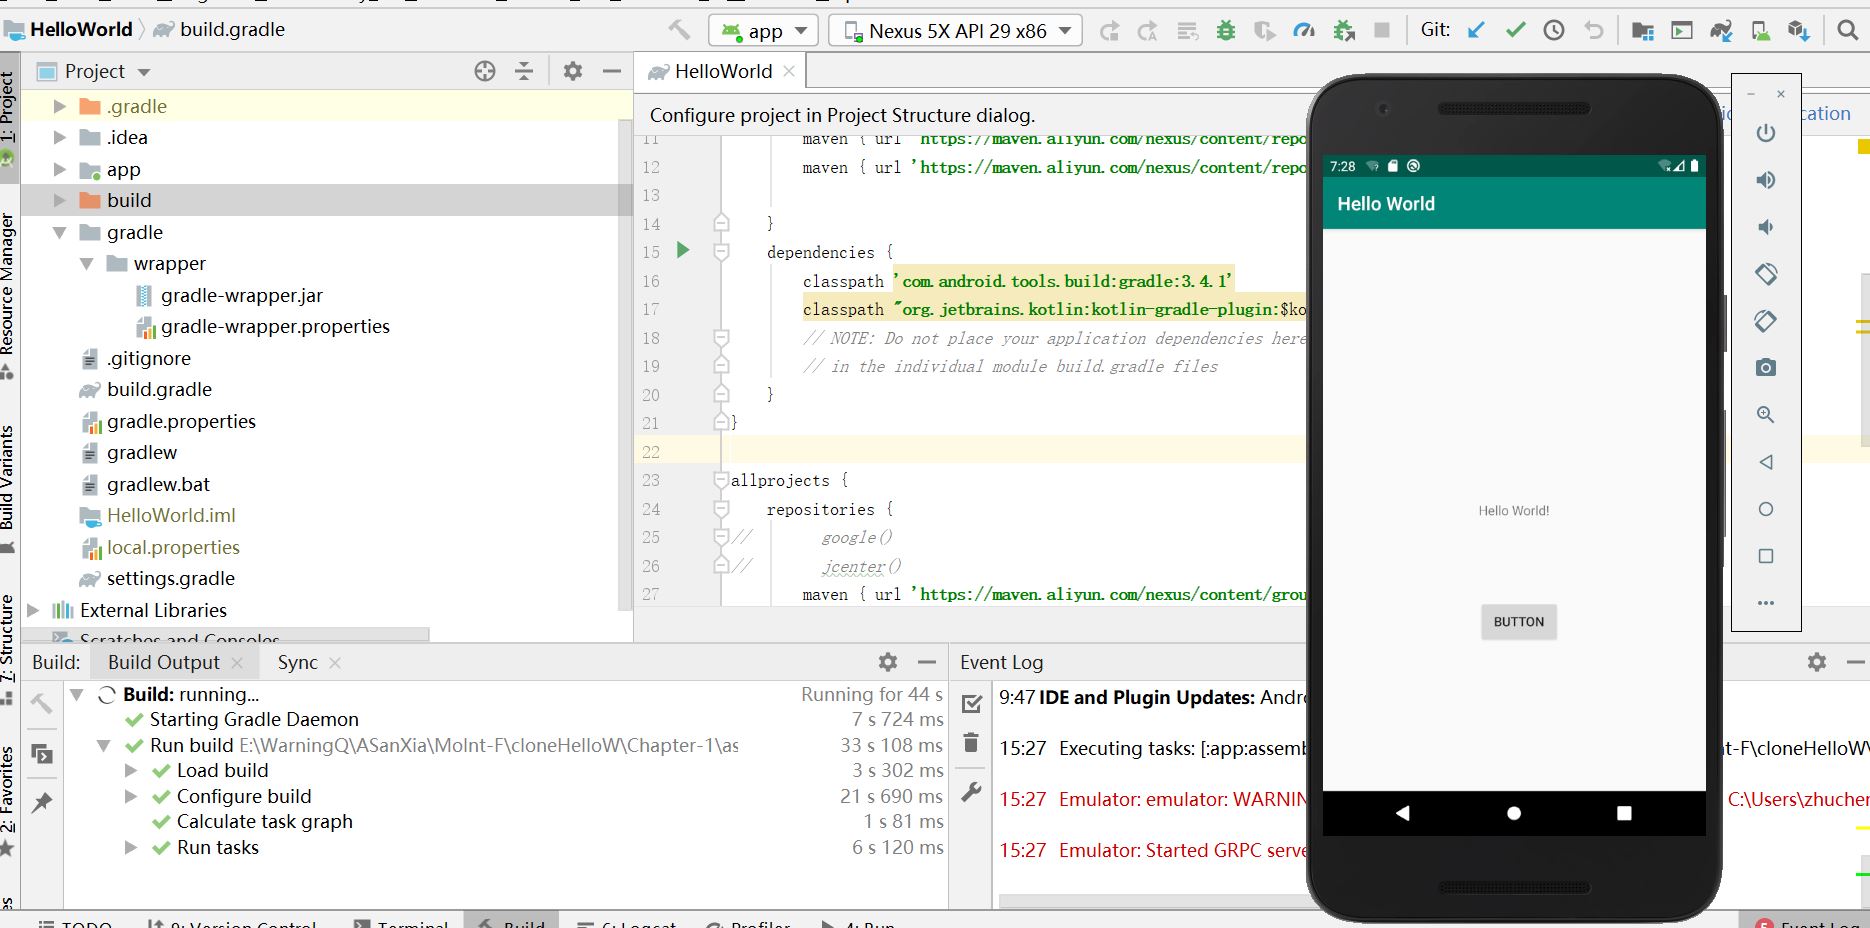 HelloWorld
build.gradle
app
Nexus 5X API 29 x86
Git:
1: Project
Resource Manager
Build Variants
7: Structure
2: Favorites
Project
.gradle
.idea
app
build
gradle
wrapper
gradle-wrapper.jar
gradle-wrapper.properties
.gitignore
build.gradle
gradle.properties
gradlew
gradlew.bat
HelloWorld.iml
local.properties
settings.gradle
External Libraries
Scratches and Consoles
HelloWorld
Configure project in Project Structure dialog.
11 maven { url 'https://maven.aliyun.com/nexus/content/repo
12 maven { url 'https://maven.aliyun.com/nexus/content/repo
13
14 }
15 dependencies {
16 classpath 'com.android.tools.build:gradle:3.4.1'
17 classpath "org.jetbrains.kotlin:kotlin-gradle-plugin:$ko
18 // NOTE: Do not place your application dependencies here
19 // in the individual module build.gradle files
20 }
21 }
22
23 allprojects {
24 repositories {
25 // google()
26 // jcenter()
27 maven { url 'https://maven.aliyun.com/nexus/content/grou
7:28
Hello World
Hello World!
BUTTON
cation
Build:
Build Output
Sync
Build: running... Running for 44 s
Starting Gradle Daemon 7 s 724 ms
Run build E:\WarningQ\ASanXia\MoInt-F\cloneHelloW\Chapter-1\as 33 s 108 ms
Load build 3 s 302 ms
Configure build 21 s 690 ms
Calculate task graph 1 s 81 ms
Run tasks 6 s 120 ms
Event Log
9:47 IDE and Plugin Updates: Andro
15:27 Executing tasks: [:app:assemb nt-F\cloneHelloW\
15:27 Emulator: emulator: WARNIN C:\Users\zhucher
15:27 Emulator: Started GRPC serve
TODO
9: Version Control
Terminal
Build
6: Logcat
Profiler
4: Run
Event Log